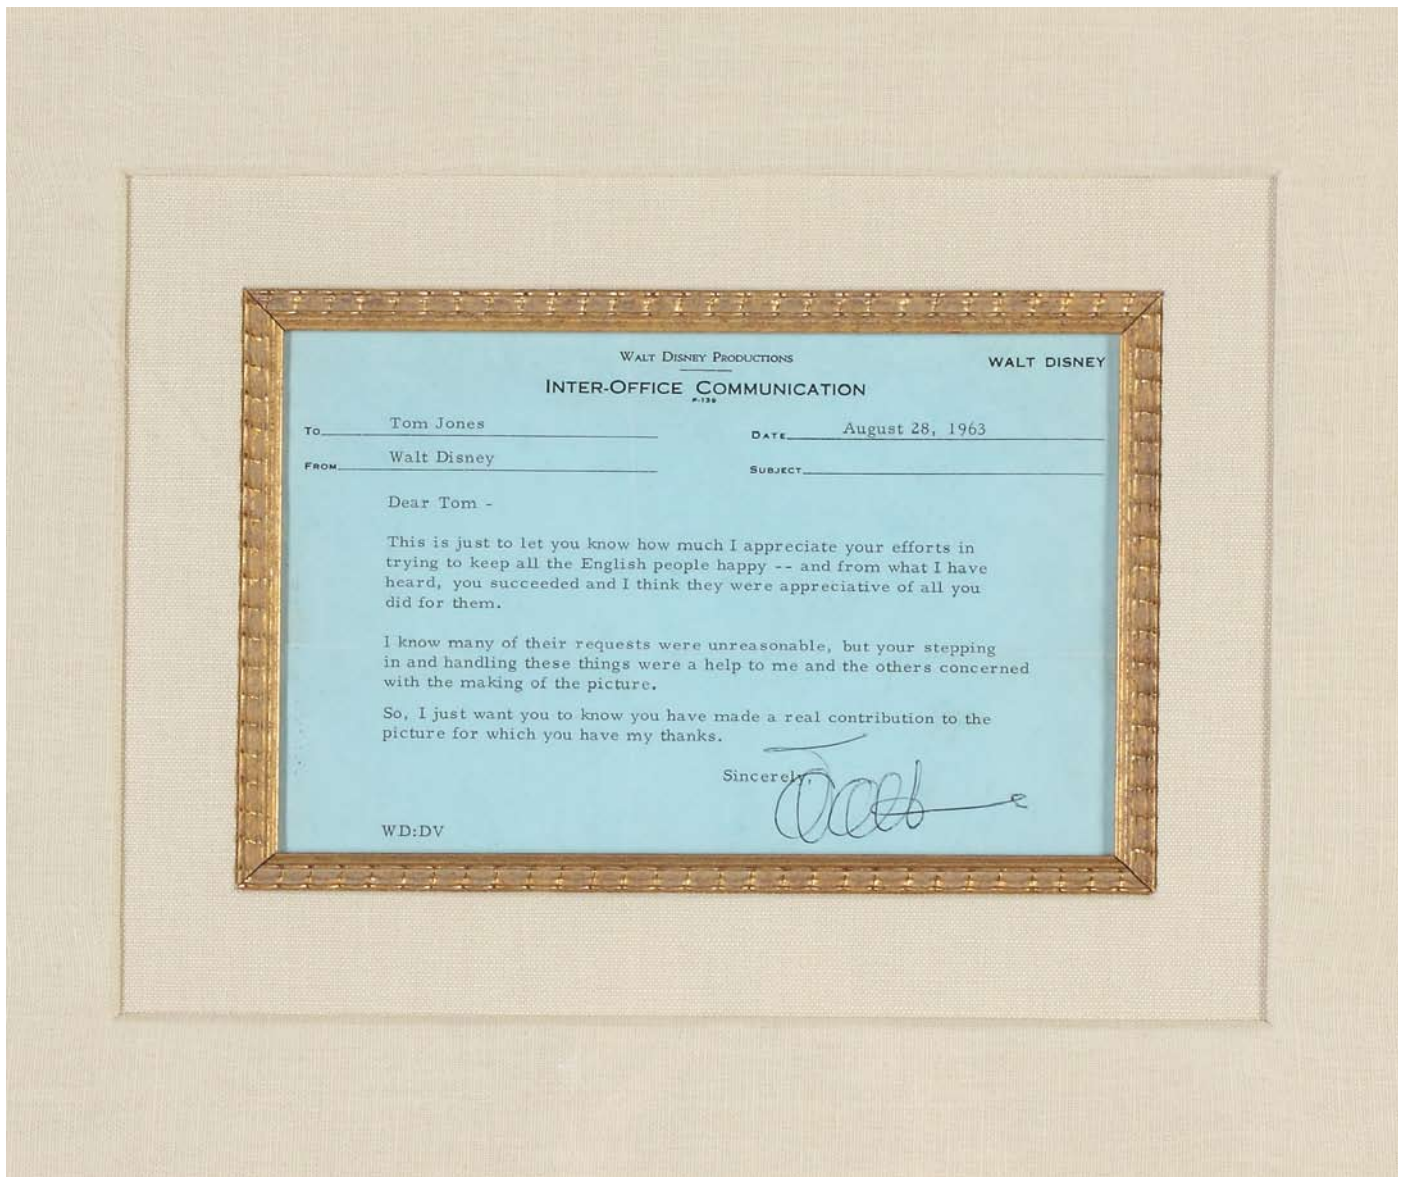 WALT DISNEY PRODUCTIONS
WALT DISNEY
INTER-OFFICE COMMUNICATION
P-136
TO Tom Jones
DATE August 28, 1963
FROM Walt Disney
SUBJECT
Dear Tom -
This is just to let you know how much I appreciate your efforts in
trying to keep all the English people happy -- and from what I have
heard, you succeeded and I think they were appreciative of all you
did for them.
I know many of their requests were unreasonable, but your stepping
in and handling these things were a help to me and the others concerned
with the making of the picture.
So, I just want you to know you have made a real contribution to the
picture for which you have my thanks.
Sincerely,
Walt
WD:DV